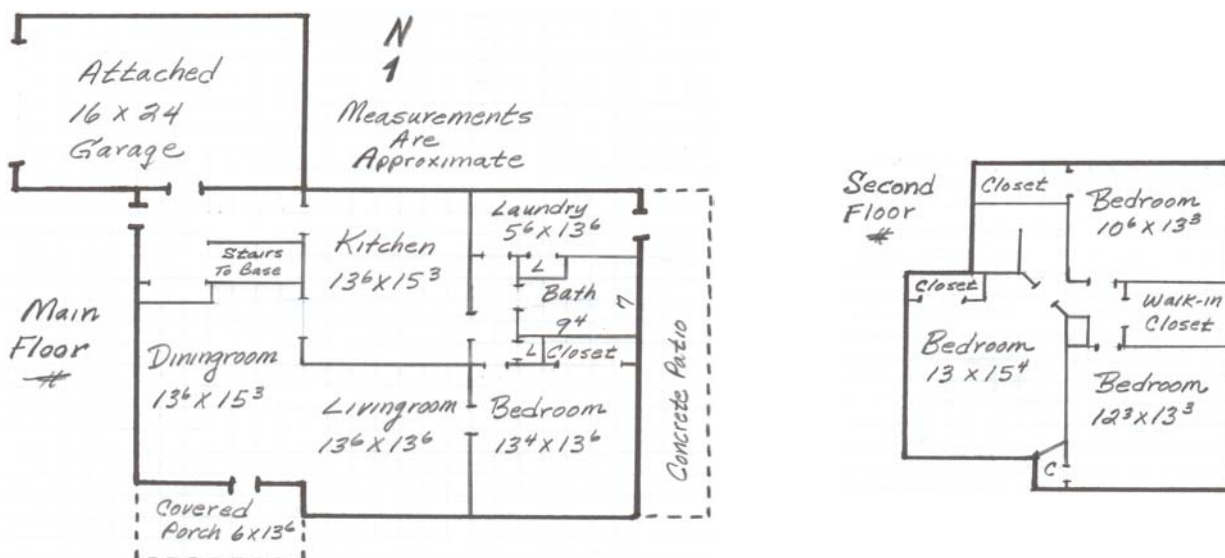 Attached
16 x 24
Garage
N
Measurements
Are
Approximate
Laundry
5⁶ x 13⁶
Kitchen
13⁶ x 15³
Stairs
To Base
L
Bath
7
9⁴
L
Closet
Main
Floor
Diningroom
13⁶ x 15³
Livingroom
13⁶ x 13⁶
Bedroom
13⁴ x 13⁶
Concrete Patio
Covered
Porch 6 x 13⁶
Second
Floor
Closet
Bedroom
10⁶ x 13³
Closet
Walk-in
Closet
Bedroom
13 x 15⁴
Bedroom
12³ x 13³
C